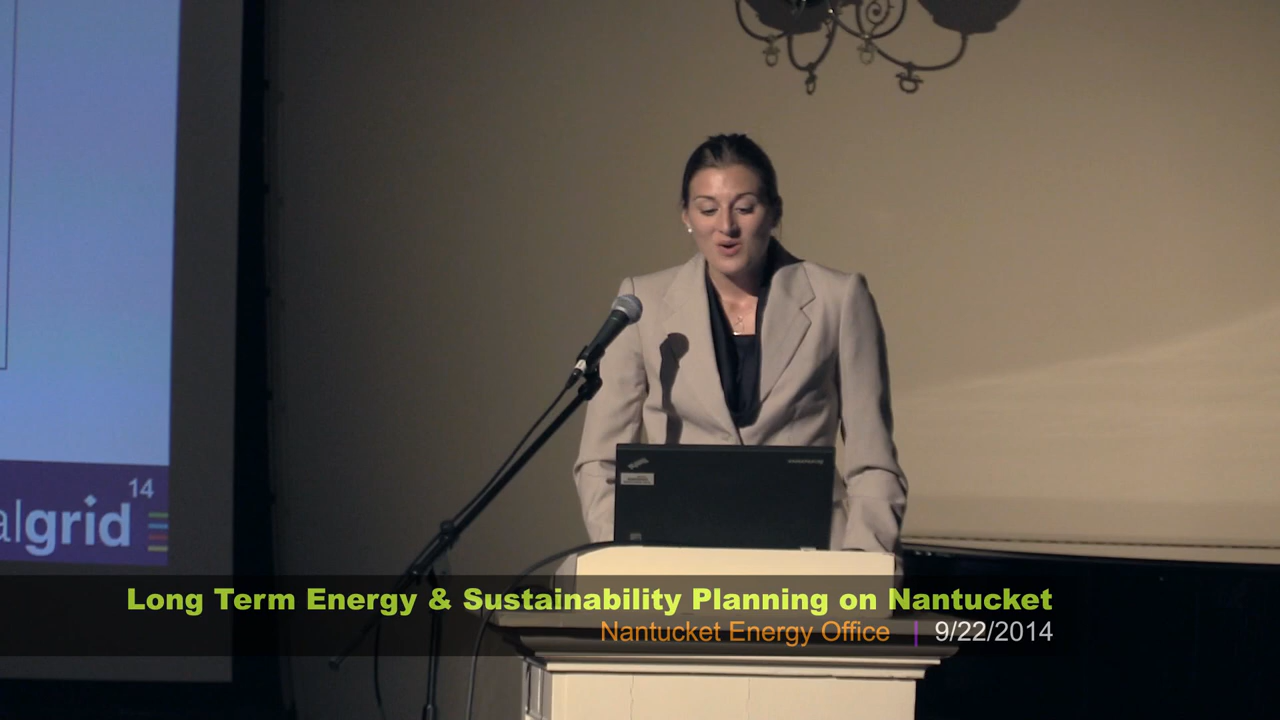 14
algrid
Long Term Energy & Sustainability Planning on Nantucket
Nantucket Energy Office | 9/22/2014